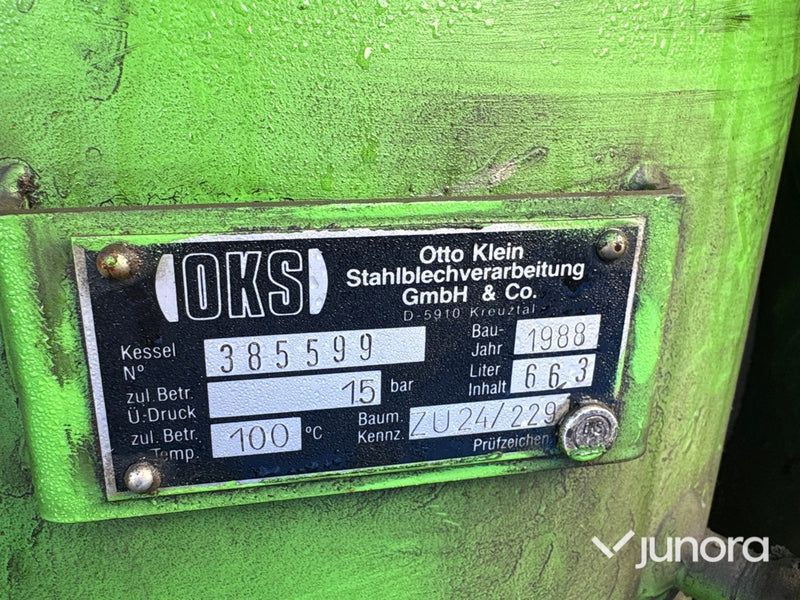 OKS
Otto Klein
Stahlblechverarbeitung
GmbH & Co.
D-5910 Kreuztal
Kessel N° 385599
Bau-Jahr 1988
zul. Betr. Ü-Druck 15 bar
Liter Inhalt 663
zul. Betr. Temp. 100 °C
Baum. Kennz. ZU24/229
Prüfzeichen
junora